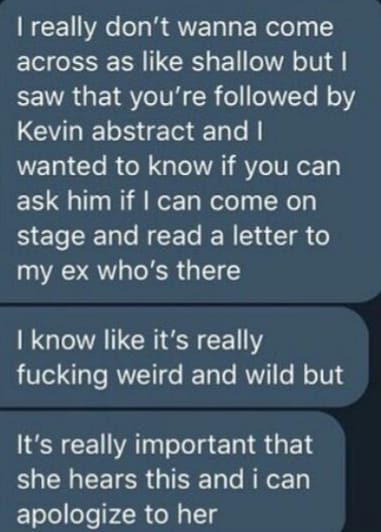 I really don't wanna come
across as like shallow but I
saw that you're followed by
Kevin abstract and I
wanted to know if you can
ask him if I can come on
stage and read a letter to
my ex who's there
I know like it's really
fucking weird and wild but
It's really important that
she hears this and i can
apologize to her